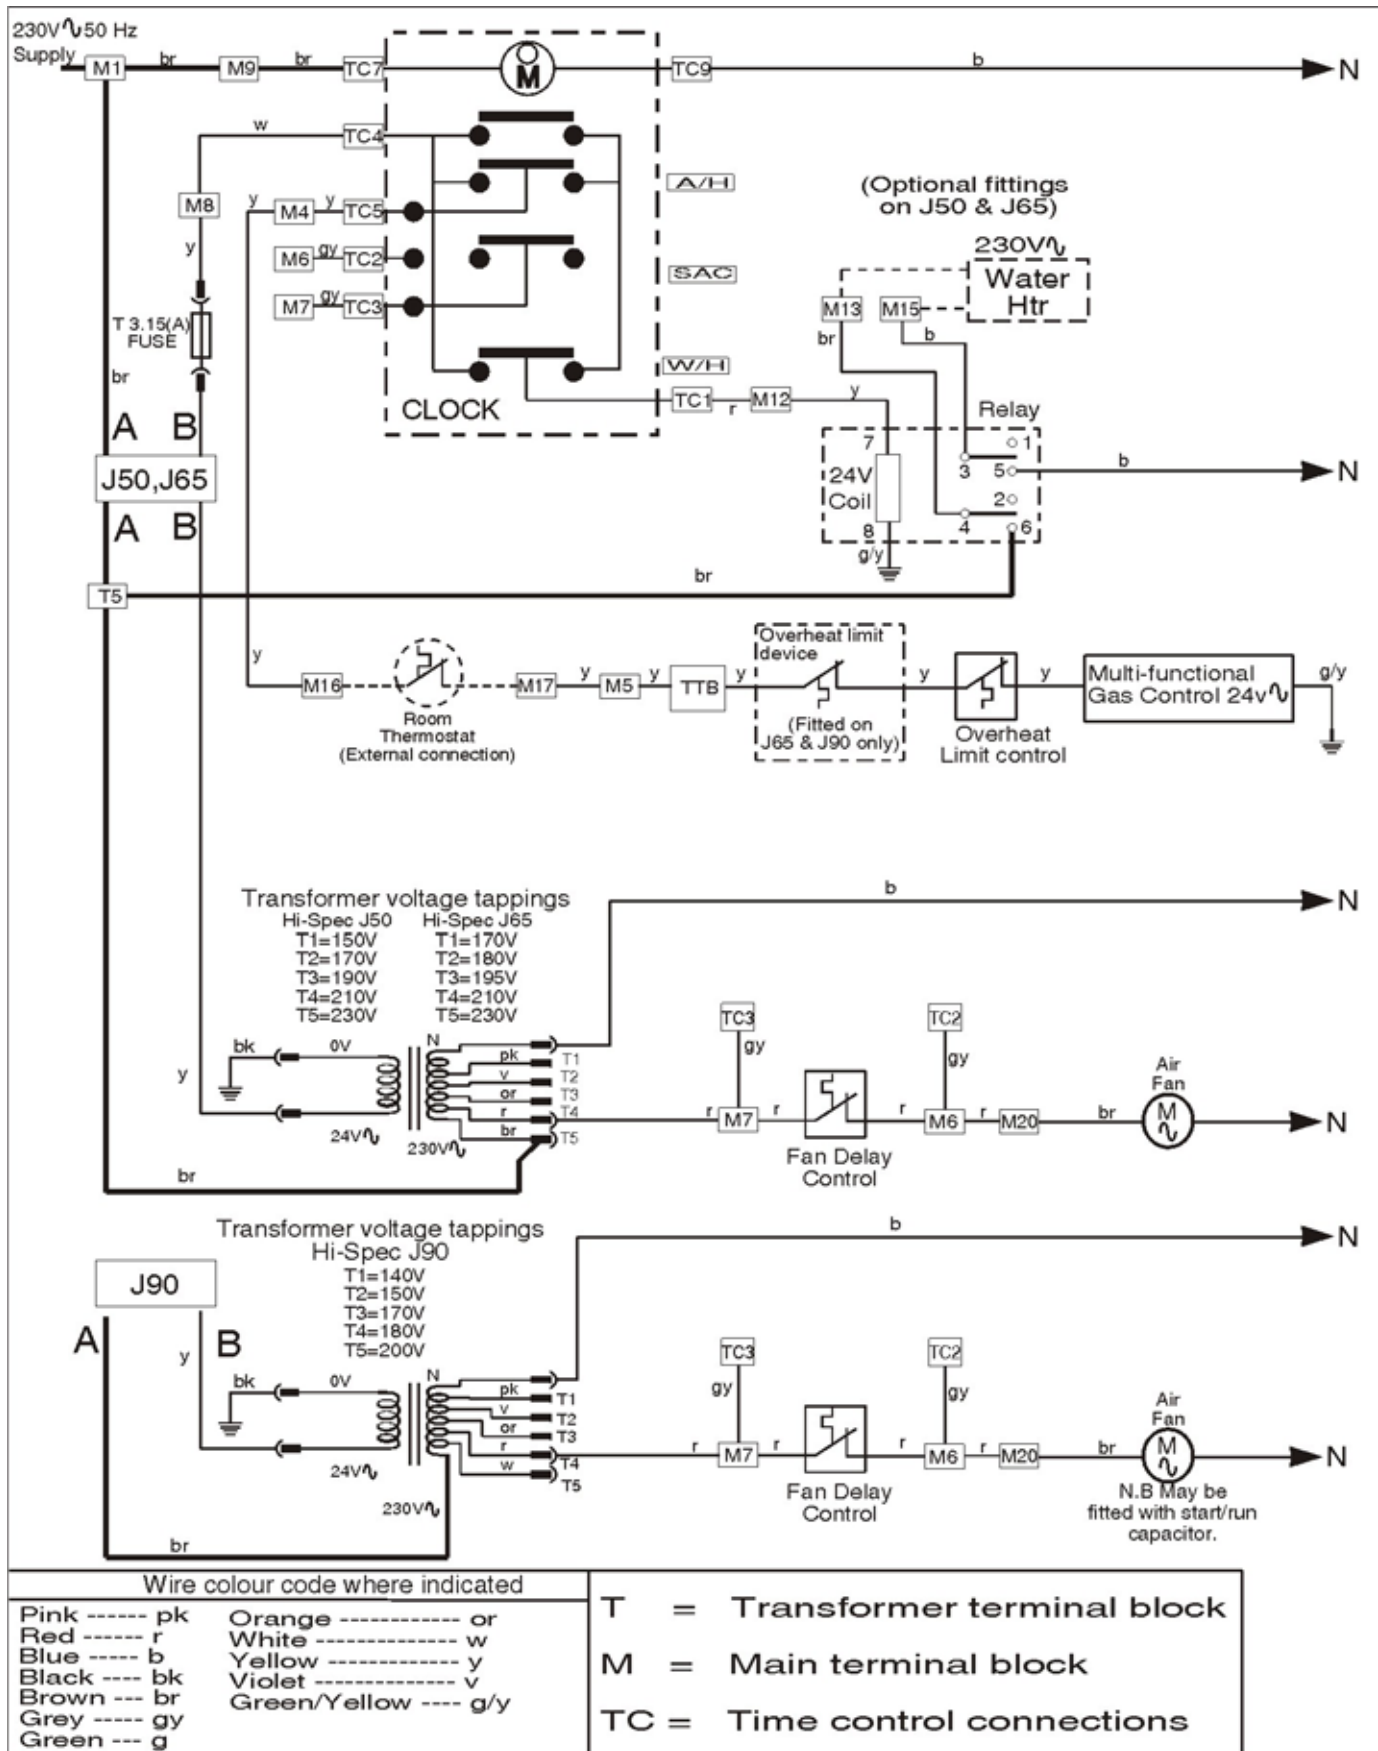 230V∿50 Hz
Supply
M1 br M9 br TC7 M TC9 b N
w TC4
M8 y M4 y TC5 A/H
(Optional fittings
on J50 & J65)
y M6 gy TC2 SAC
230V∿
Water
Htr
M7 gy TC3
M13 M15
T 3.15(A)
FUSE
br b
br
W/H
CLOCK TC1 r M12 y
Relay
A B
7 1
J50,J65 24V 3 5 b N
Coil 2
A B
8 4 6
g/y
T5 br
Overheat limit
device
y M16 M17 y M5 y TTB y y y
Multi-functional
Gas Control 24v∿
g/y
Room
Thermostat
(External connection)
(Fitted on
J65 & J90 only)
Overheat
Limit control
Transformer voltage tappings b N
Hi-Spec J50 Hi-Spec J65
T1=150V T1=170V
T2=170V T2=180V
T3=190V T3=195V
T4=210V T4=210V
T5=230V T5=230V
TC3 TC2
bk 0V N
gy gy
pk T1
Air
Fan
y v T2
or T3
M
r T4 r M7 r r M6 r M20 br N
24V∿ br T5
230V∿
Fan Delay
Control
br
Transformer voltage tappings b N
Hi-Spec J90
J90
T1=140V
T2=150V
T3=170V
T4=180V
T5=200V
A B
y
TC3 TC2
bk 0V N
gy gy
pk T1
Air
Fan
v T2
or T3
M
r T4 r M7 r r M6 r M20 br N
24V∿ w T5
230V∿
Fan Delay
Control
N.B May be
fitted with start/run
capacitor.
br
Wire colour code where indicated
Pink ------ pk
Red ------ r
Blue ----- b
Black ---- bk
Brown --- br
Grey ----- gy
Green --- g
Orange ------------ or
White -------------- w
Yellow ------------- y
Violet --------------- v
Green/Yellow ---- g/y
T = Transformer terminal block
M = Main terminal block
TC = Time control connections